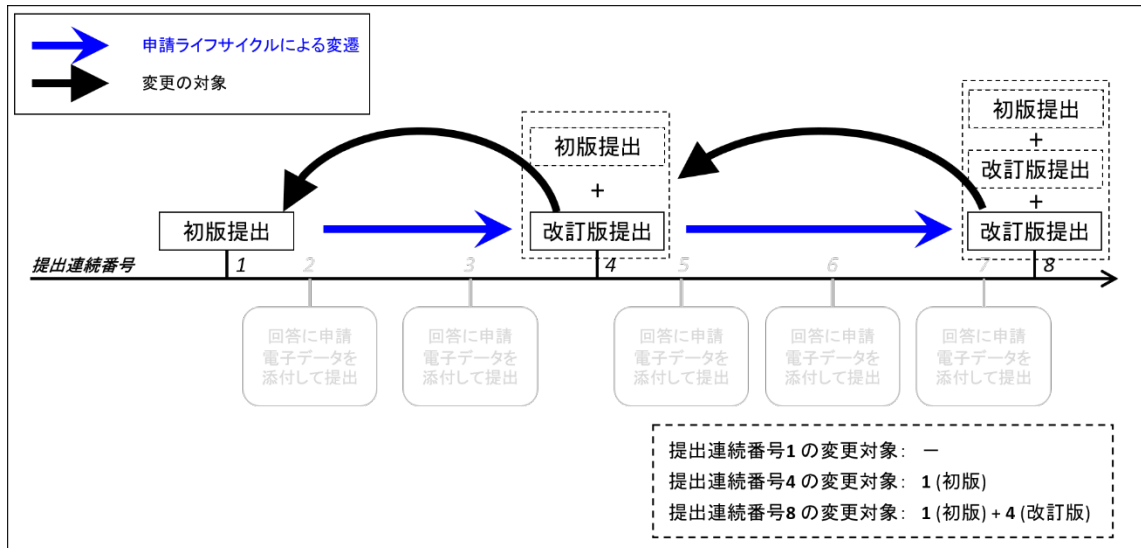 申請ライフサイクルによる変遷
変更の対象
初版提出
初版提出
+
改訂版提出
初版提出
+
改訂版提出
+
改訂版提出
提出連続番号
1
2
3
4
5
6
7
8
回答に申請
電子データを
添付して提出
回答に申請
電子データを
添付して提出
回答に申請
電子データを
添付して提出
回答に申請
電子データを
添付して提出
回答に申請
電子データを
添付して提出
提出連続番号1 の変更対象： －
提出連続番号4 の変更対象： 1 (初版)
提出連続番号8 の変更対象： 1 (初版) + 4 (改訂版)